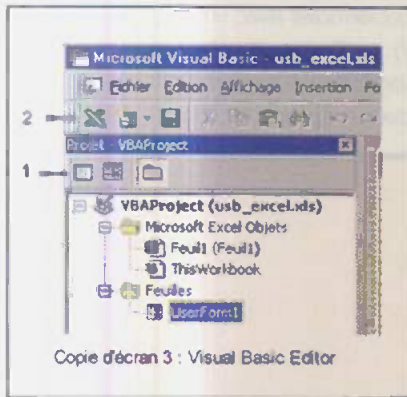 Microsoft Visual Basic - usb_excel.xls
Fichier Edition Affichage Insertion Fo
2
Projet - VBAProject
1
VBAProject (usb_excel.xls)
Microsoft Excel Objets
Feuil1 (Feuil1)
ThisWorkbook
Feuilles
UserForm1
Copie d'écran 3 : Visual Basic Editor